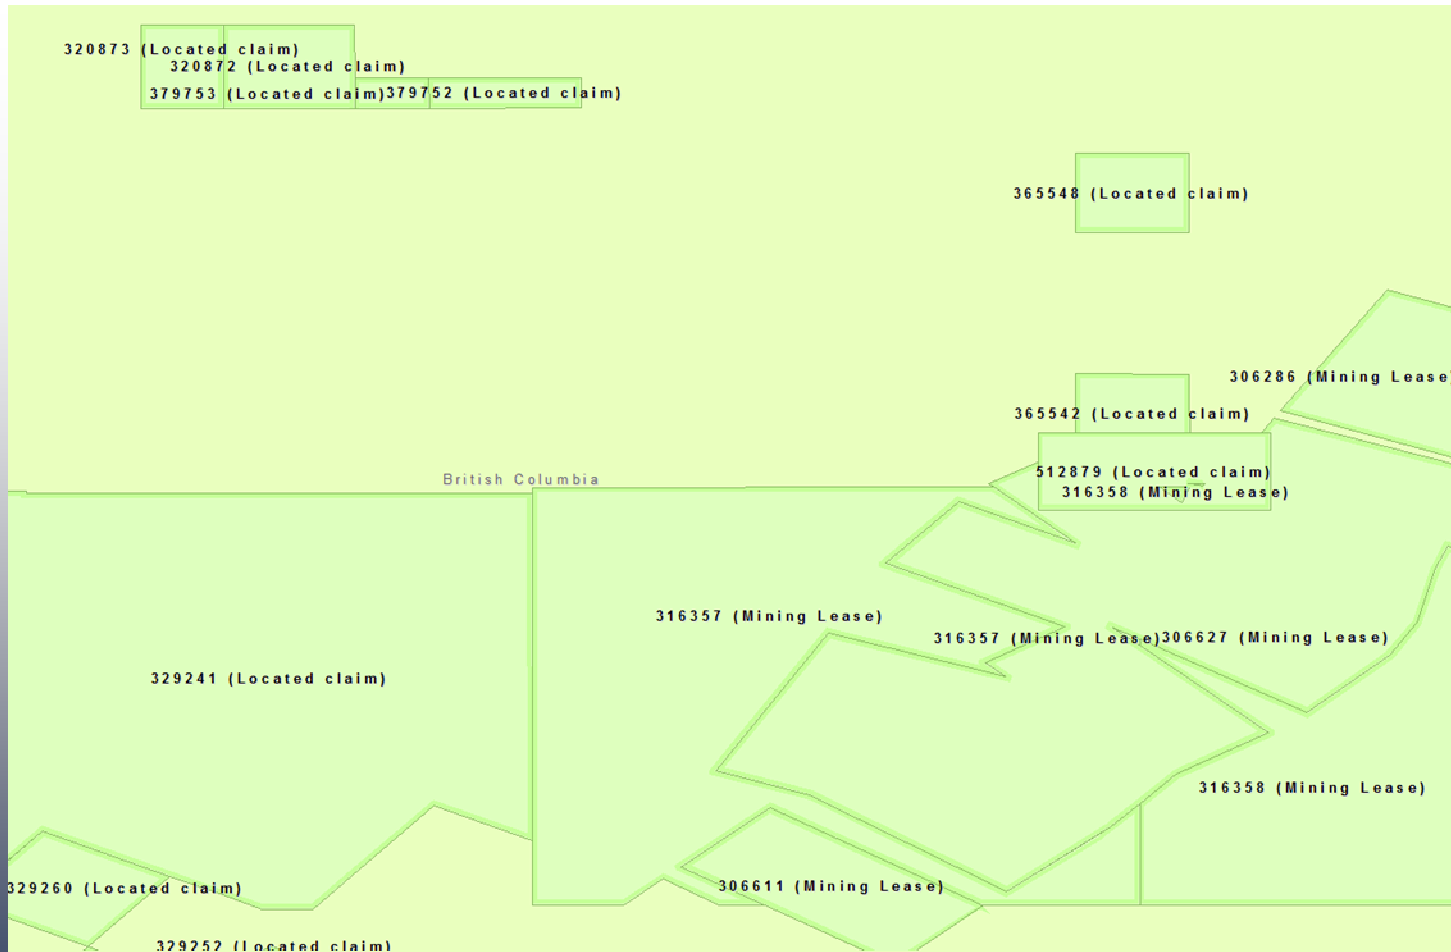 320873 (Located claim)
320872 (Located claim)
379753 (Located claim)
379752 (Located claim)
365548 (Located claim)
306286 (Mining Lease
365542 (Located claim)
512879 (Located claim)
British Columbia
316358 (Mining Lease)
316357 (Mining Lease)
316357 (Mining Lease)
306627 (Mining Lease)
329241 (Located claim)
316358 (Mining Lease)
329260 (Located claim)
306611 (Mining Lease)
329252 (Located claim)